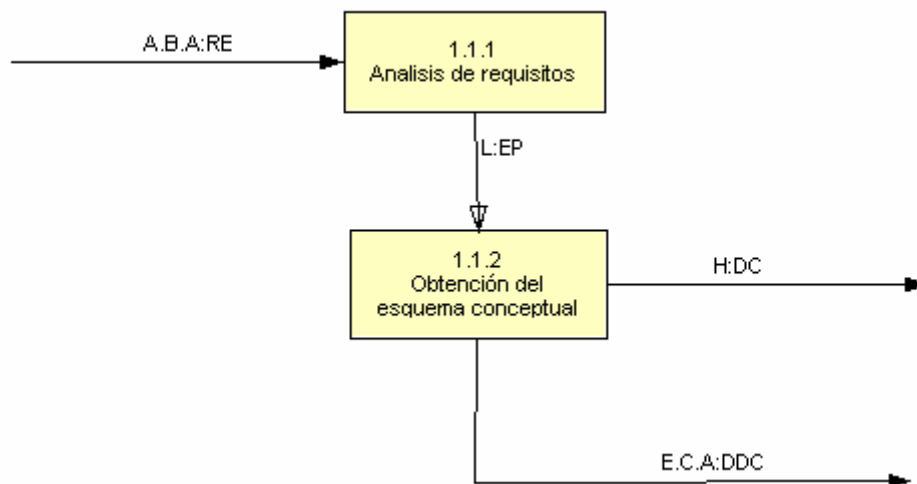 A.B.A:RE
1.1.1
Analisis de requisitos
L:EP
1.1.2
Obtención del
esquema conceptual
H:DC
E.C.A:DDC